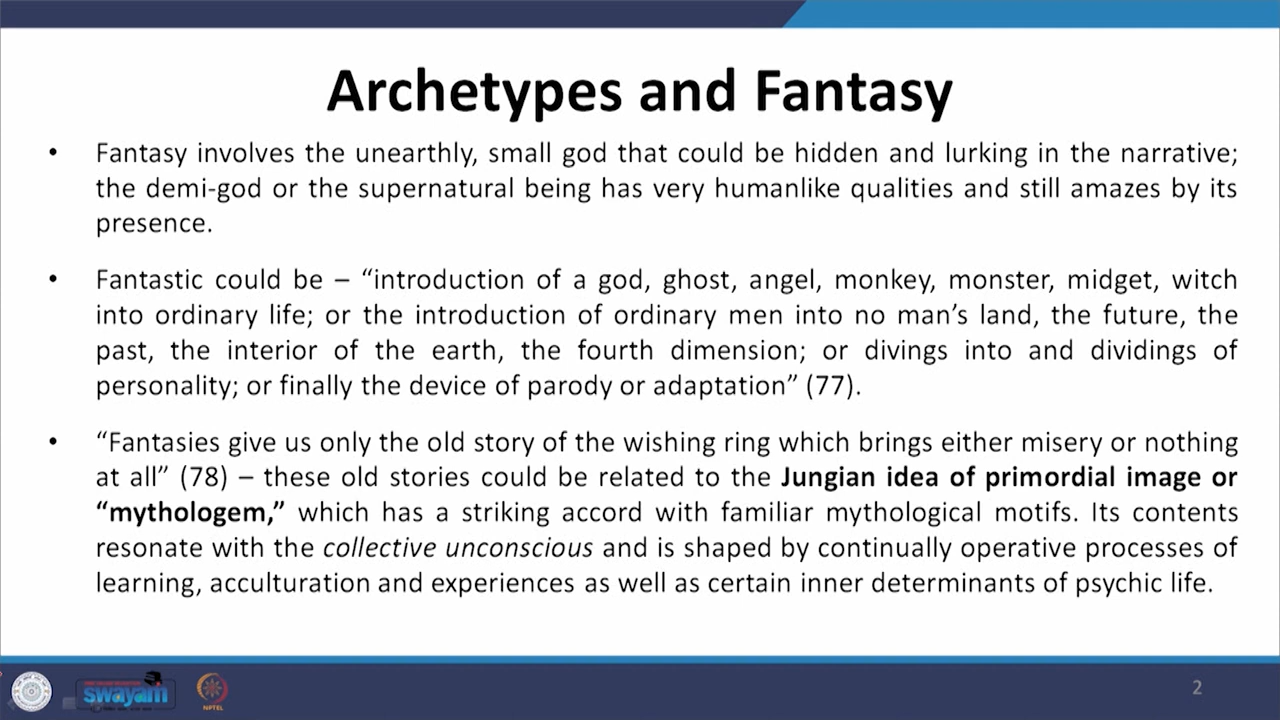 Archetypes and Fantasy
• Fantasy involves the unearthly, small god that could be hidden and lurking in the narrative;
the demi-god or the supernatural being has very humanlike qualities and still amazes by its
presence.
• Fantastic could be – “introduction of a god, ghost, angel, monkey, monster, midget, witch
into ordinary life; or the introduction of ordinary men into no man’s land, the future, the
past, the interior of the earth, the fourth dimension; or divings into and dividings of
personality; or finally the device of parody or adaptation” (77).
• “Fantasies give us only the old story of the wishing ring which brings either misery or nothing
at all” (78) – these old stories could be related to the Jungian idea of primordial image or
“mythologem,” which has a striking accord with familiar mythological motifs. Its contents
resonate with the collective unconscious and is shaped by continually operative processes of
learning, acculturation and experiences as well as certain inner determinants of psychic life.
swayam
NPTEL
2